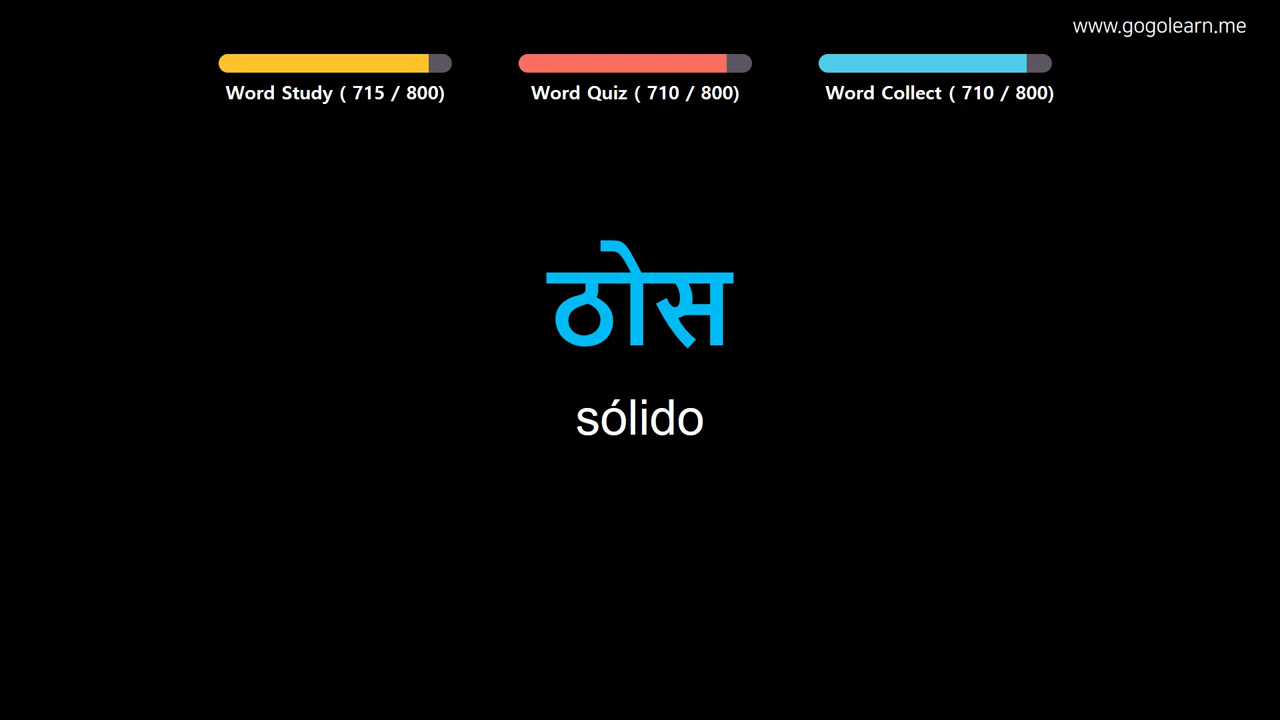 www.gogolearn.me
Word Study ( 715 / 800)
Word Quiz ( 710 / 800)
Word Collect ( 710 / 800)
ठोस
sólido